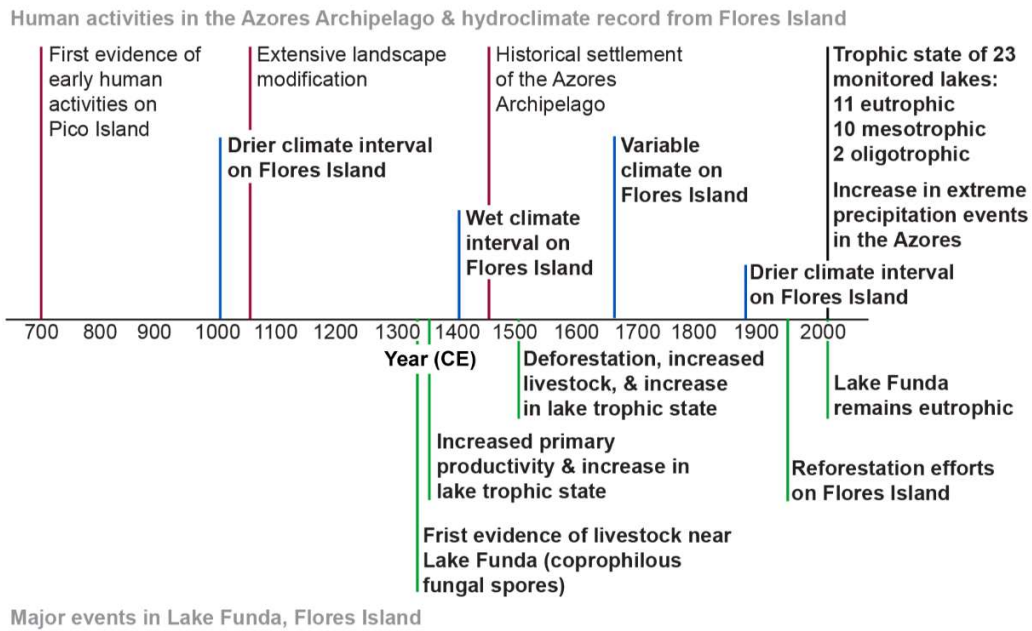 Human activities in the Azores Archipelago & hydroclimate record from Flores Island
First evidence of
early human
activities on
Pico Island
Extensive landscape
modification
Historical settlement
of the Azores
Archipelago
Trophic state of 23
monitored lakes:
11 eutrophic
10 mesotrophic
2 oligotrophic
Increase in extreme
precipitation events
in the Azores
Drier climate interval
on Flores Island
Variable
climate on
Flores Island
Wet climate
interval on
Flores Island
Drier climate interval
on Flores Island
700 800 900 1000 1100 1200 1300 1400 1500 1600 1700 1800 1900 2000
Year (CE)
Deforestation, increased
livestock, & increase
in lake trophic state
Lake Funda
remains eutrophic
Increased primary
productivity & increase in
lake trophic state
Reforestation efforts
on Flores Island
Frist evidence of livestock near
Lake Funda (coprophilous
fungal spores)
Major events in Lake Funda, Flores Island